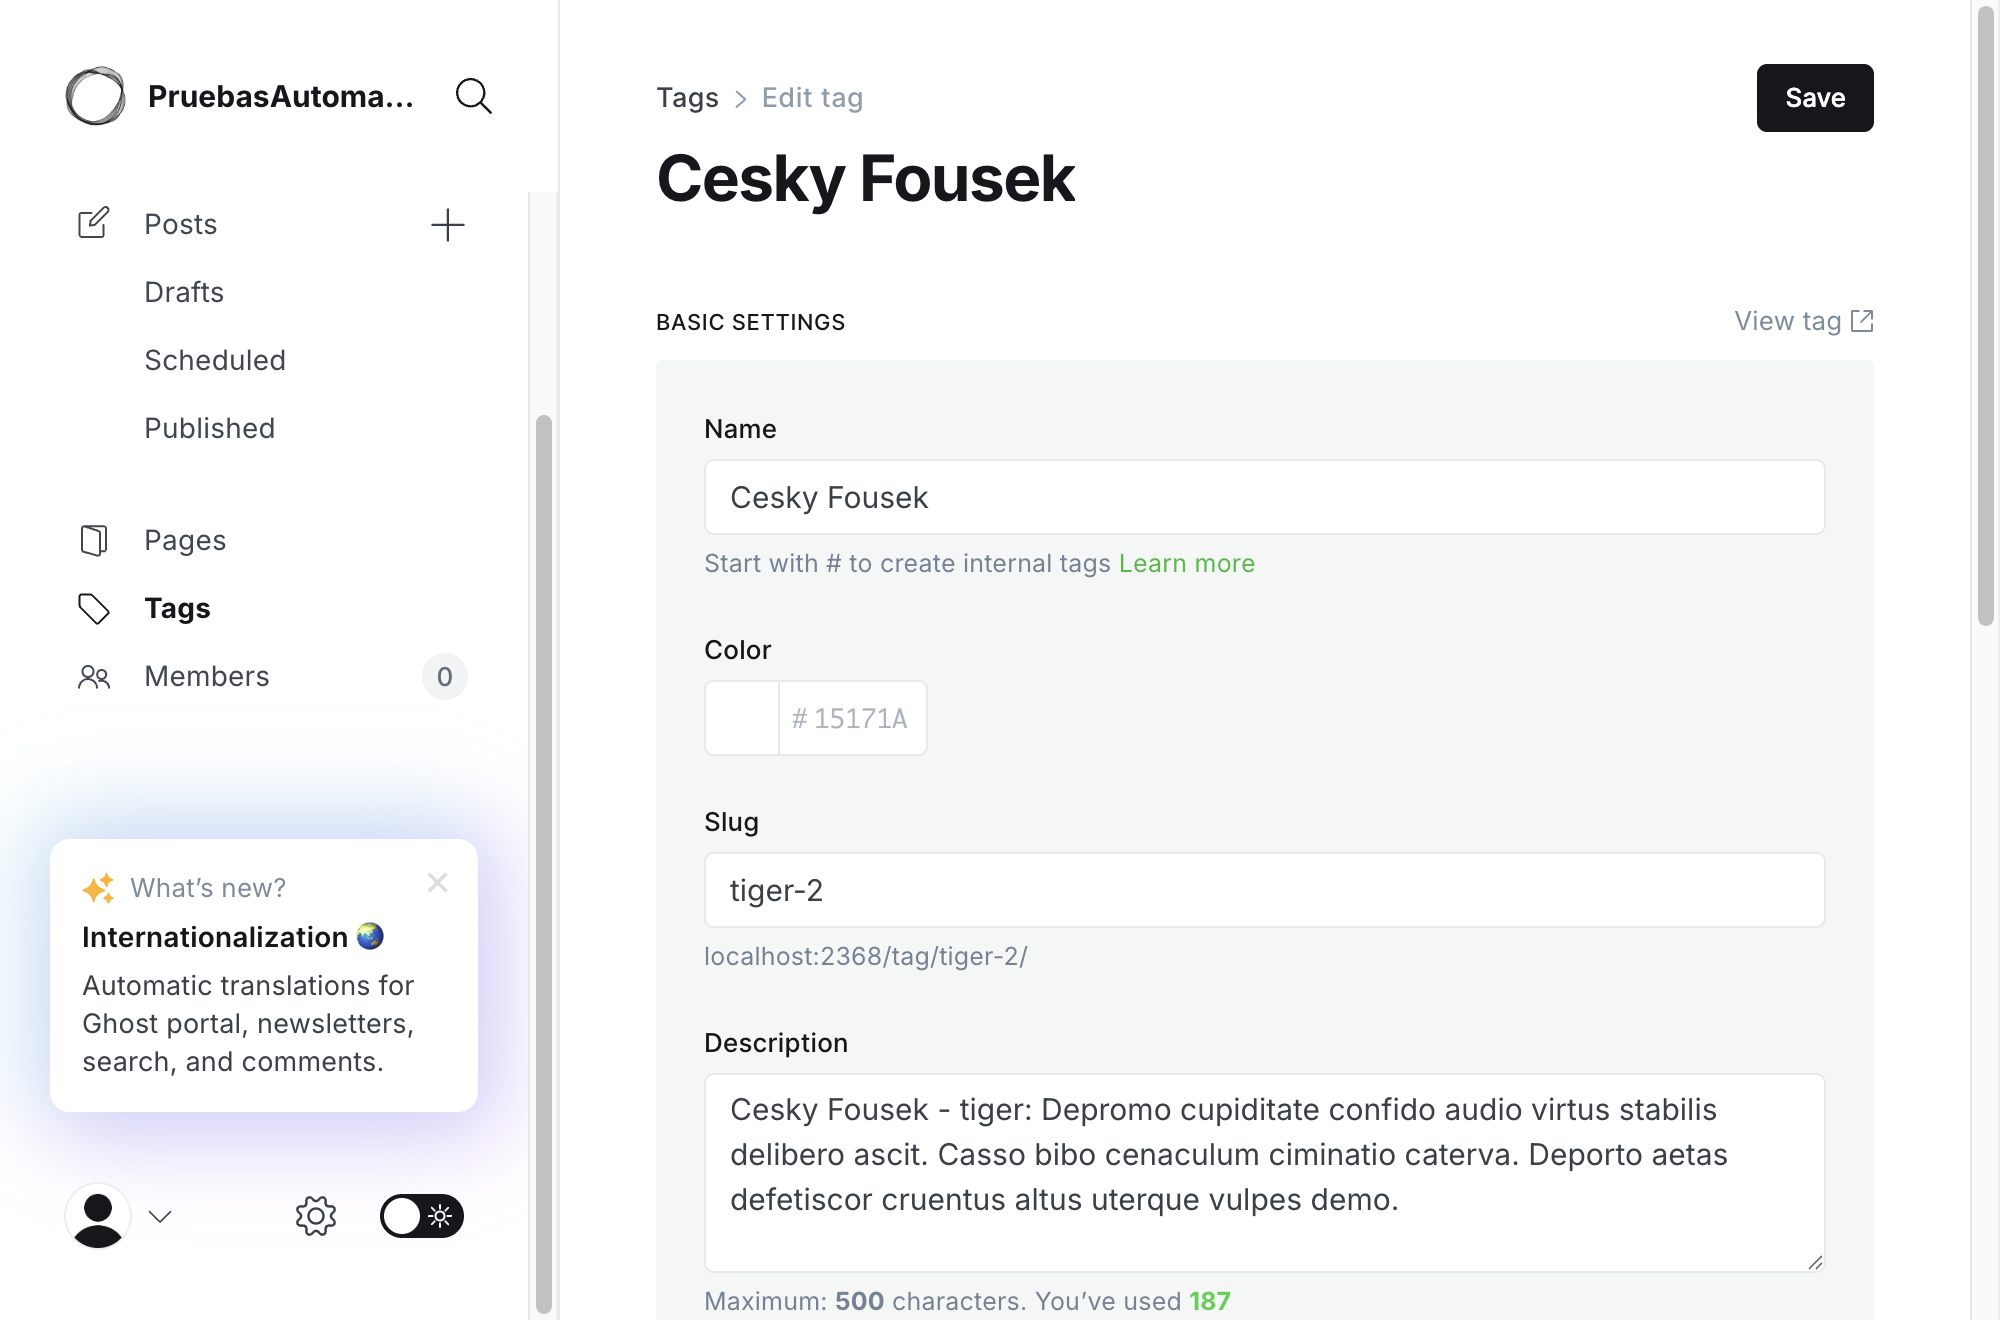 PruebasAutoma...
Posts
Drafts
Scheduled
Published
Pages
Tags
Members
0
What’s new?
Internationalization
Automatic translations for
Ghost portal, newsletters,
search, and comments.
Tags > Edit tag
Save
Cesky Fousek
BASIC SETTINGS
View tag
Name
Cesky Fousek
Start with # to create internal tags Learn more
Color
# 15171A
Slug
tiger-2
localhost:2368/tag/tiger-2/
Description
Cesky Fousek - tiger: Depromo cupiditate confido audio virtus stabilis
delibero ascit. Casso bibo cenaculum ciminatio caterva. Deporto aetas
defetiscor cruentus altus uterque vulpes demo.
Maximum: 500 characters. You’ve used 187